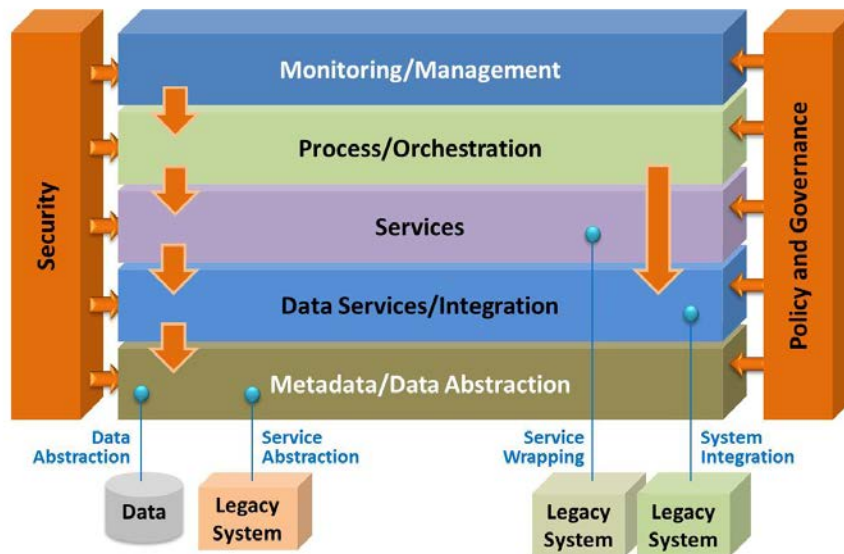 Monitoring/Management
Process/Orchestration
Services
Data Services/Integration
Metadata/Data Abstraction
Security
Policy and Governance
Data
Abstraction
Service
Abstraction
Service
Wrapping
System
Integration
Data
Legacy
System
Legacy
System
Legacy
System